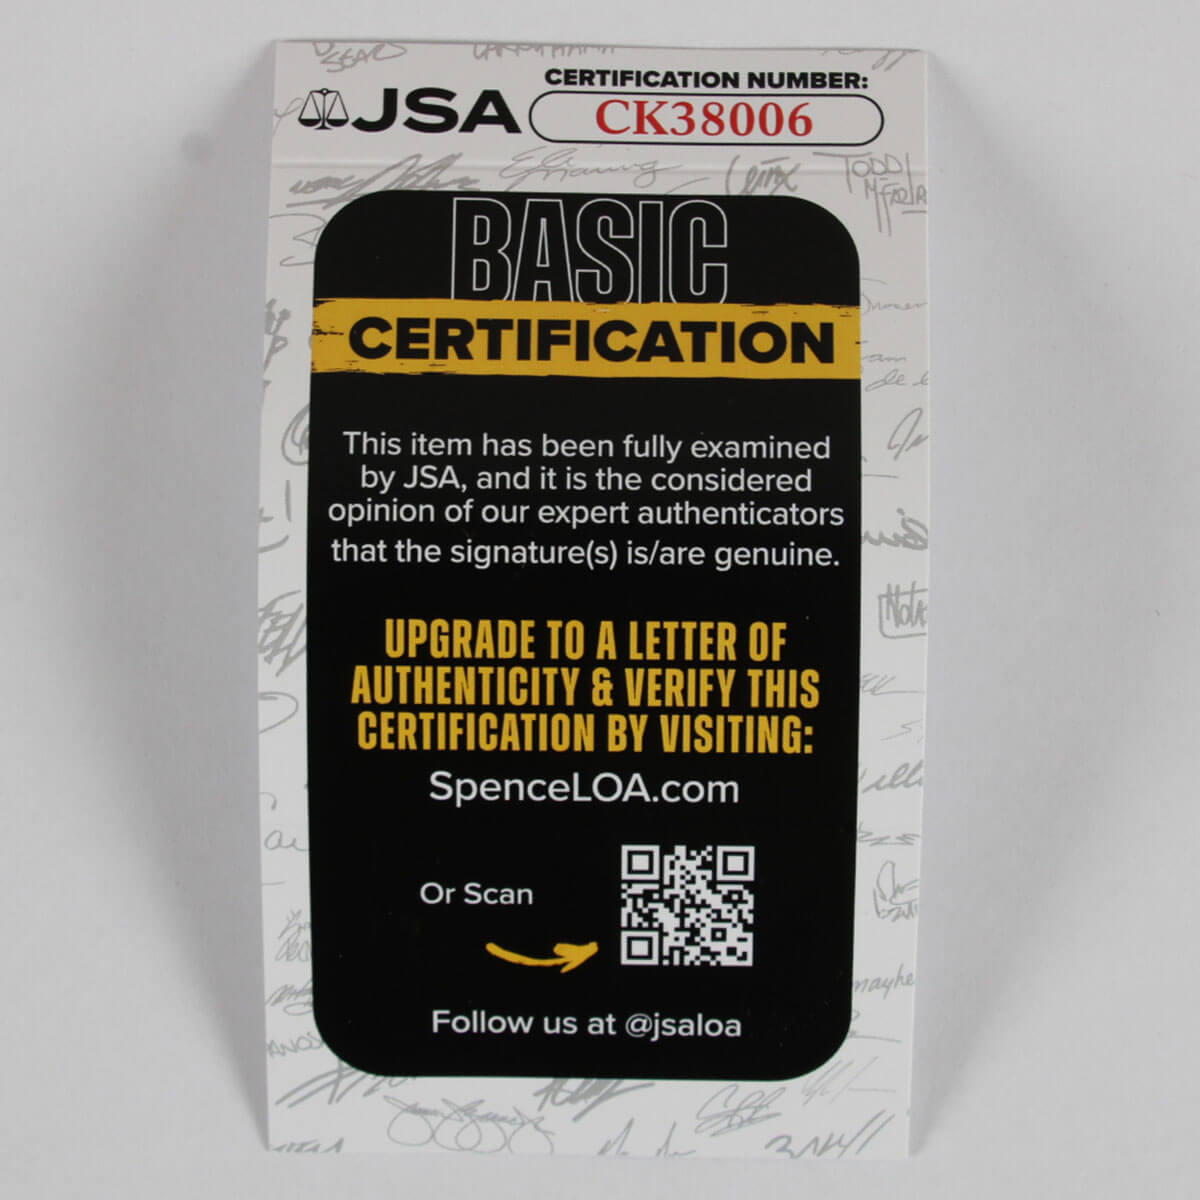 CERTIFICATION NUMBER:
JSA
CK38006
BASIC
CERTIFICATION
This item has been fully examined
by JSA, and it is the considered
opinion of our expert authenticators
that the signature(s) is/are genuine.
UPGRADE TO A LETTER OF
AUTHENTICITY & VERIFY THIS
CERTIFICATION BY VISITING:
SpenceLOA.com
Or Scan
Follow us at @jsaloa